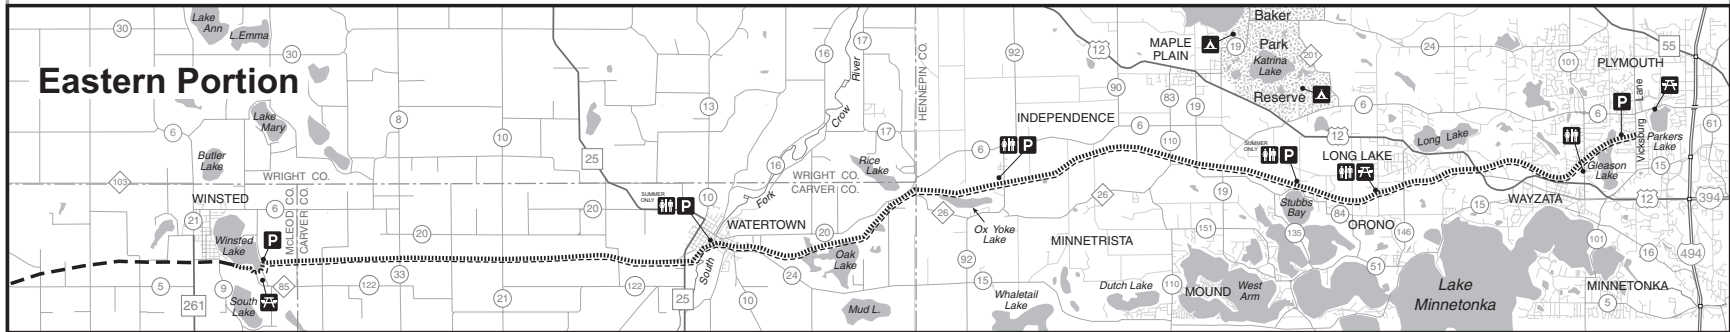 Eastern Portion
30
Lake
Ann
L.Emma
30
Lake
Mary
6
Butler
Lake
103
WINSTED
21
6
Winsted
Lake
P
McLEOD CO.
CARVER CO.
WRIGHT CO.
5
261
9
South
Lake
85
8
10
20
33
122
21
122
25
20
SUMMER
ONLY
P
10
WATERTOWN
25
10
13
16
17
River
Crow
Fork
South
16
17
Rice
Lake
WRIGHT CO.
CARVER CO.
20
24
Oak
Lake
Mud L.
HENNEPIN CO.
92
6
INDEPENDENCE
P
26
Ox Yoke
Lake
92
15
Whaletail
Lake
26
MINNETRISTA
Dutch Lake
110
12
90
MAPLE
PLAIN
83
19
6
110
19
Baker
Park
Reserve
Katrina
Lake
201
19
24
6
12
SUMMER
ONLY
P
LONG LAKE
Long Lake
19
151
Stubbs
Bay
135
84
ORONO
146
51
MOUND
West
Arm
Lake
Minnetonka
15
WAYZATA
101
6
P
PLYMOUTH
55
Vicksburg Lane
61
Parkers
Lake
15
Gleason
Lake
12
394
101
16
494
MINNETONKA
5